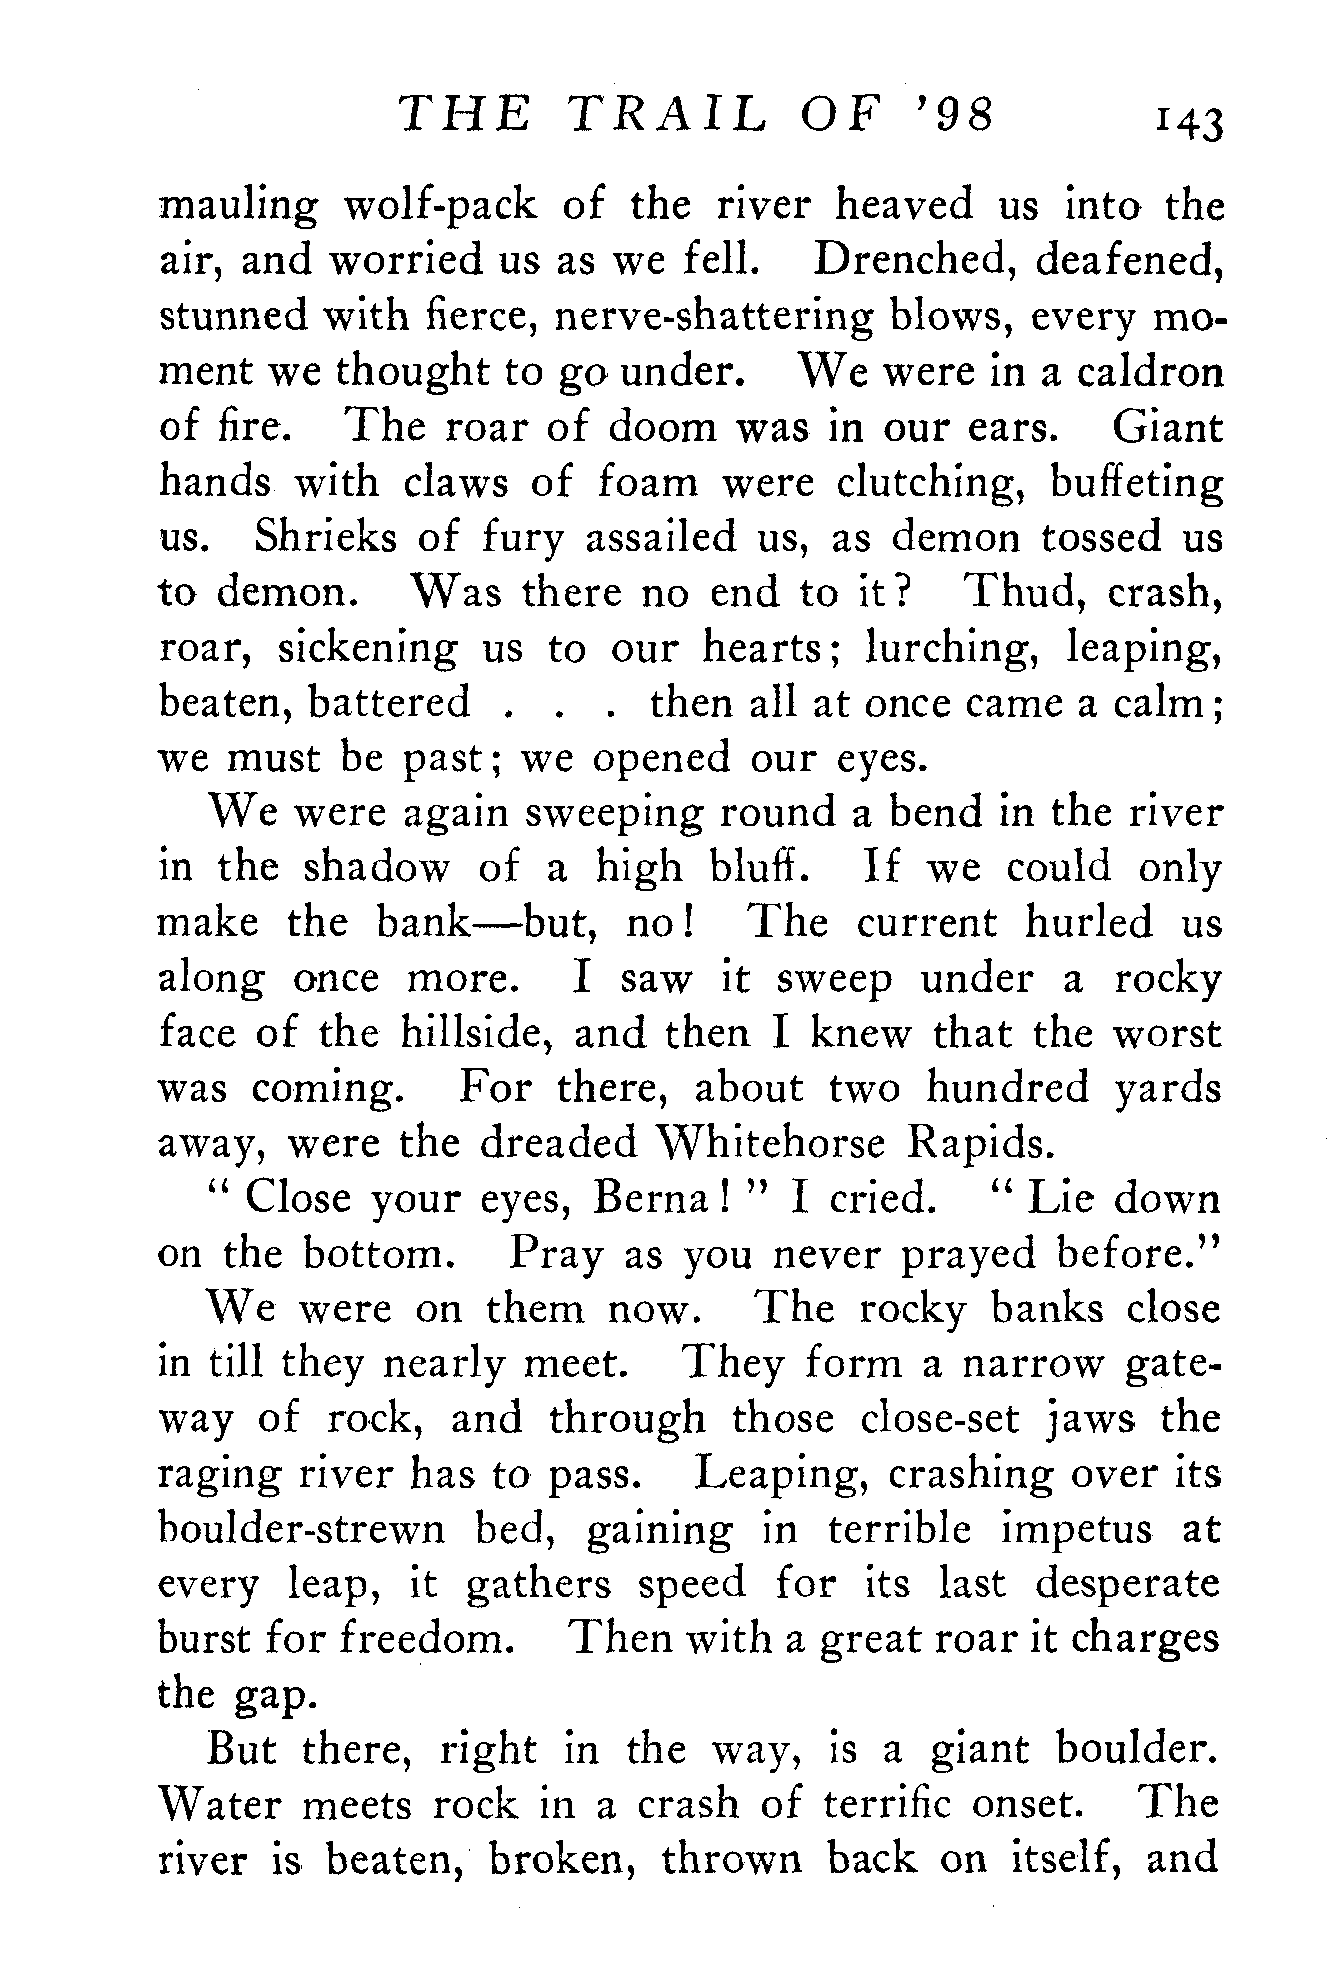 THE TRAIL OF ’98 143
mauling wolf-pack of the river heaved us into the
air, and worried us as we fell. Drenched, deafened,
stunned with fierce, nerve-shattering blows, every mo-
ment we thought to go under. We were in a caldron
of fire. The roar of doom was in our ears. Giant
hands with claws of foam were clutching, buffeting
us. Shrieks of fury assailed us, as demon tossed us
to demon. Was there no end to it? Thud, crash,
roar, sickening us to our hearts; lurching, leaping,
beaten, battered . . . then all at once came a calm;
we must be past; we opened our eyes.
We were again sweeping round a bend in the river
in the shadow of a high bluff. If we could only
make the bank—but, no! The current hurled us
along once more. I saw it sweep under a rocky
face of the hillside, and then I knew that the worst
was coming. For there, about two hundred yards
away, were the dreaded Whitehorse Rapids.
“ Close your eyes, Berna! ” I cried. “ Lie down
on the bottom. Pray as you never prayed before.”
We were on them now. The rocky banks close
in till they nearly meet. They form a narrow gate-
way of rock, and through those close-set jaws the
raging river has to pass. Leaping, crashing over its
boulder-strewn bed, gaining in terrible impetus at
every leap, it gathers speed for its last desperate
burst for freedom. Then with a great roar it charges
the gap.
But there, right in the way, is a giant boulder.
Water meets rock in a crash of terrific onset. The
river is beaten, broken, thrown back on itself, and